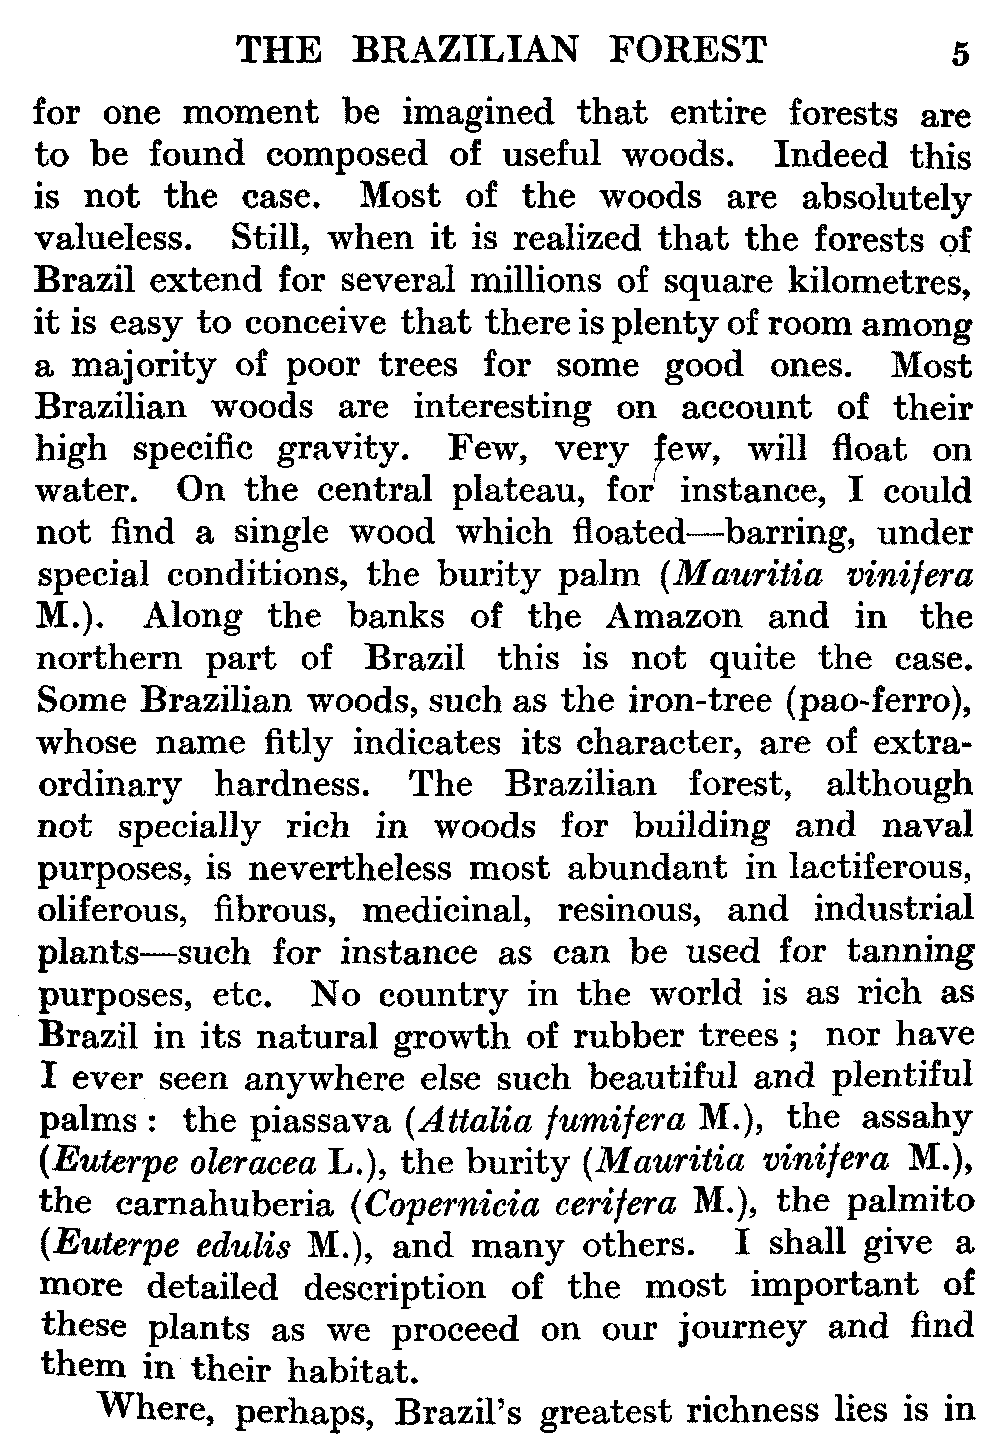 THE BRAZILIAN FOREST 5
for one moment be imagined that entire forests are
to be found composed of useful woods. Indeed this
is not the case. Most of the woods are absolutely
valueless. Still, when it is realized that the forests of
Brazil extend for several millions of square kilometres,
it is easy to conceive that there is plenty of room among
a majority of poor trees for some good ones. Most
Brazilian woods are interesting on account of their
high specific gravity. Few, very few, will float on
water. On the central plateau, for instance, I could
not find a single wood which floated—barring, under
special conditions, the burity palm (Mauritia vinifera
M.). Along the banks of the Amazon and in the
northern part of Brazil this is not quite the case.
Some Brazilian woods, such as the iron-tree (pao-ferro),
whose name fitly indicates its character, are of extra-
ordinary hardness. The Brazilian forest, although
not specially rich in woods for building and naval
purposes, is nevertheless most abundant in lactiferous,
oliferous, fibrous, medicinal, resinous, and industrial
plants—such for instance as can be used for tanning
purposes, etc. No country in the world is as rich as
Brazil in its natural growth of rubber trees ; nor have
I ever seen anywhere else such beautiful and plentiful
palms : the piassava (Attalia fumifera M.), the assahy
(Euterpe oleracea L.), the burity (Mauritia vinifera M.),
the carnahuberia (Copernicia cerifera M.), the palmito
(Euterpe edulis M.), and many others. I shall give a
more detailed description of the most important of
these plants as we proceed on our journey and find
them in their habitat.
Where, perhaps, Brazil's greatest richness lies is in